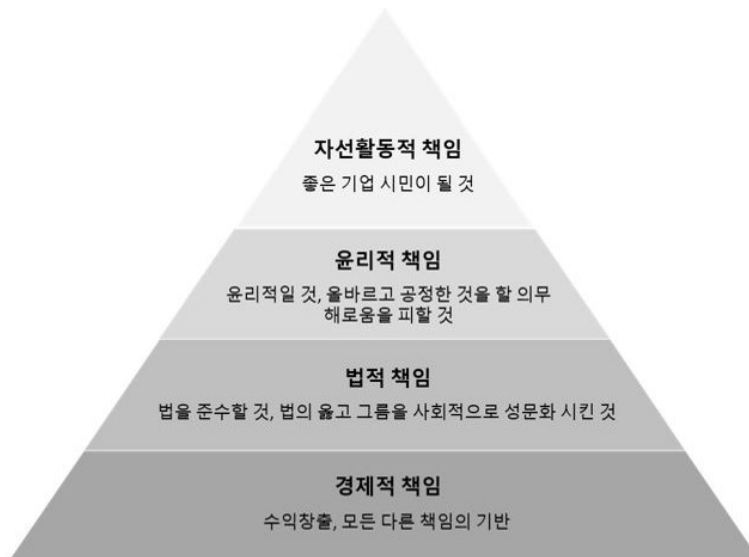 자선활동적 책임
좋은 기업 시민이 될 것
윤리적 책임
윤리적일 것, 올바르고 공정한 것을 할 의무
해로움을 피할 것
법적 책임
법을 준수할 것, 법의 옳고 그름을 사회적으로 성문화 시킨 것
경제적 책임
수익창출, 모든 다른 책임의 기반